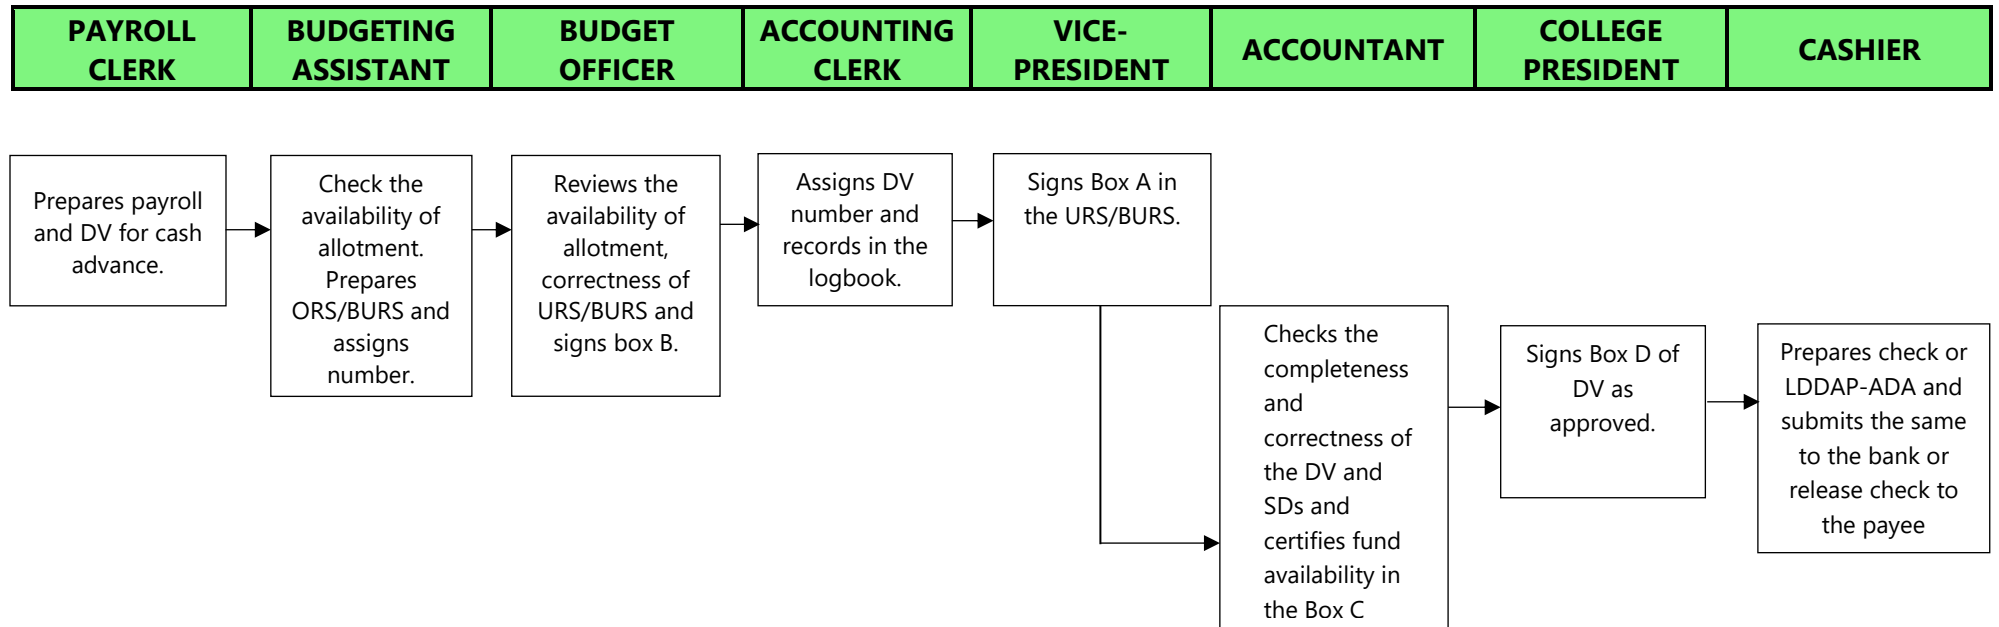 PAYROLL
CLERK
BUDGETING
ASSISTANT
BUDGET
OFFICER
ACCOUNTING
CLERK
VICE-
PRESIDENT
ACCOUNTANT
COLLEGE
PRESIDENT
CASHIER
Prepares payroll
and DV for cash
advance.
Check the
availability of
allotment.
Prepares
ORS/BURS and
assigns
number.
Reviews the
availability of
allotment,
correctness of
URS/BURS and
signs box B.
Assigns DV
number and
records in the
logbook.
Signs Box A in
the URS/BURS.
Checks the
completeness
and
correctness of
the DV and
SDs and
certifies fund
availability in
the Box C
Signs Box D of
DV as
approved.
Prepares check or
LDDAP-ADA and
submits the same
to the bank or
release check to
the payee